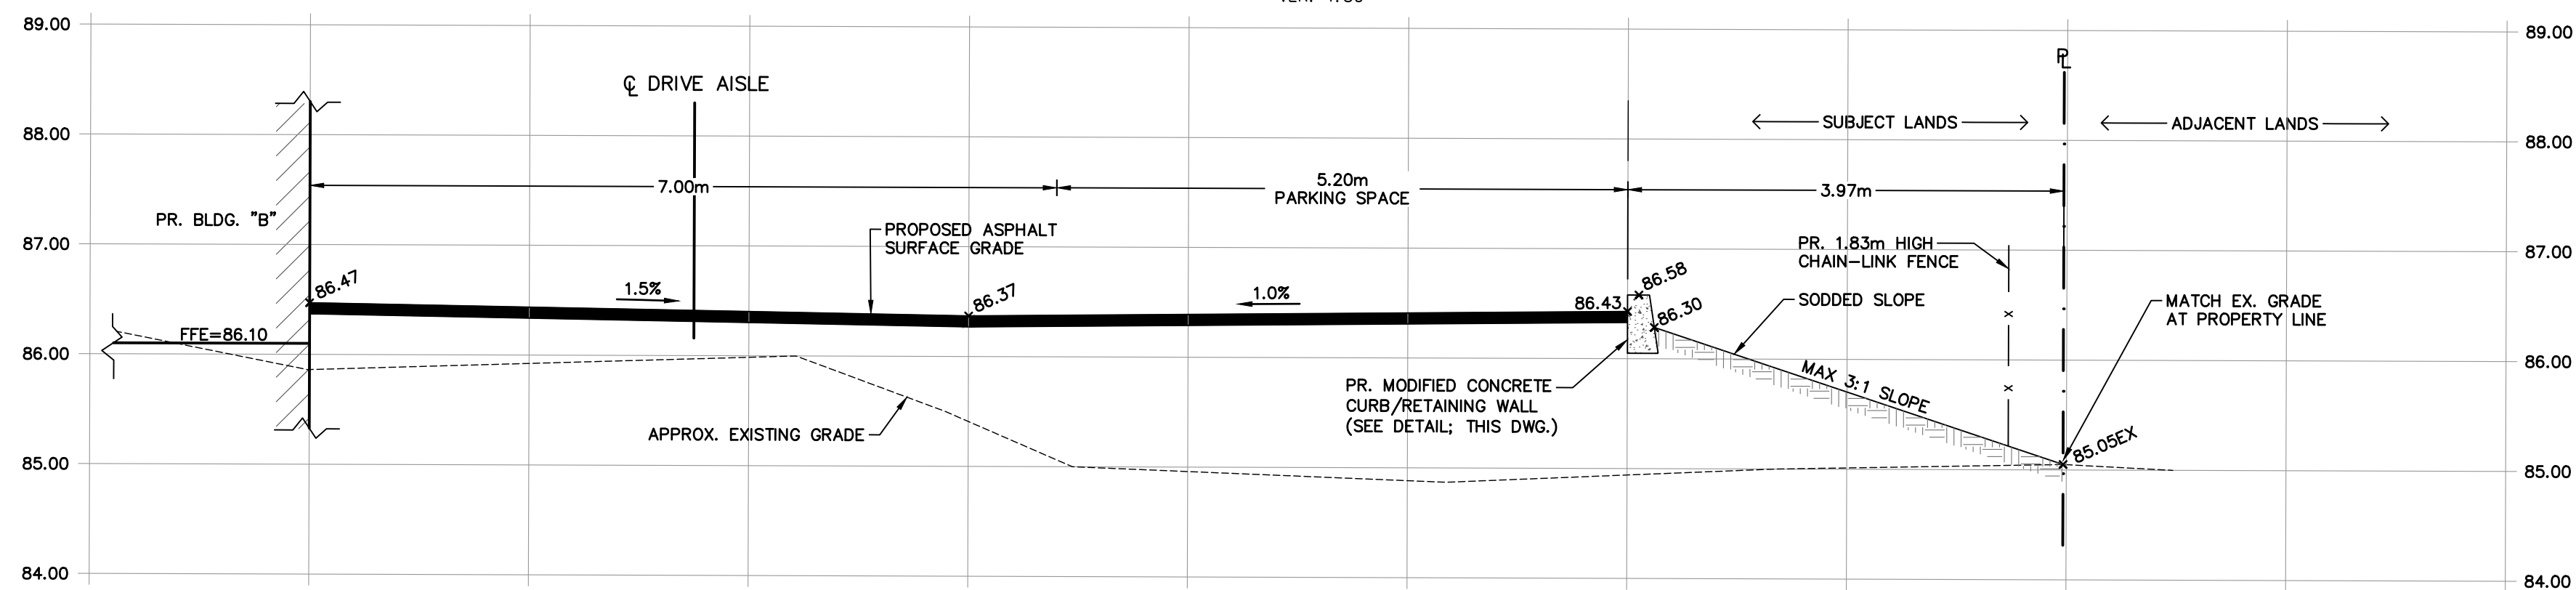 89.00
88.00
87.00
86.00
85.00
84.00
℄ DRIVE AISLE
PR. BLDG. "B"
7.00m
5.20m
PARKING SPACE
3.97m
SUBJECT LANDS
ADJACENT LANDS
PROPOSED ASPHALT
SURFACE GRADE
86.47
1.5%
86.37
1.0%
86.43
86.58
86.30
FFE=86.10
PR. 1.83m HIGH
CHAIN-LINK FENCE
SODDED SLOPE
MATCH EX. GRADE
AT PROPERTY LINE
MAX 3:1 SLOPE
PR. MODIFIED CONCRETE
CURB/RETAINING WALL
(SEE DETAIL; THIS DWG.)
APPROX. EXISTING GRADE
85.05EX
PL
89.00
88.00
87.00
86.00
85.00
84.00